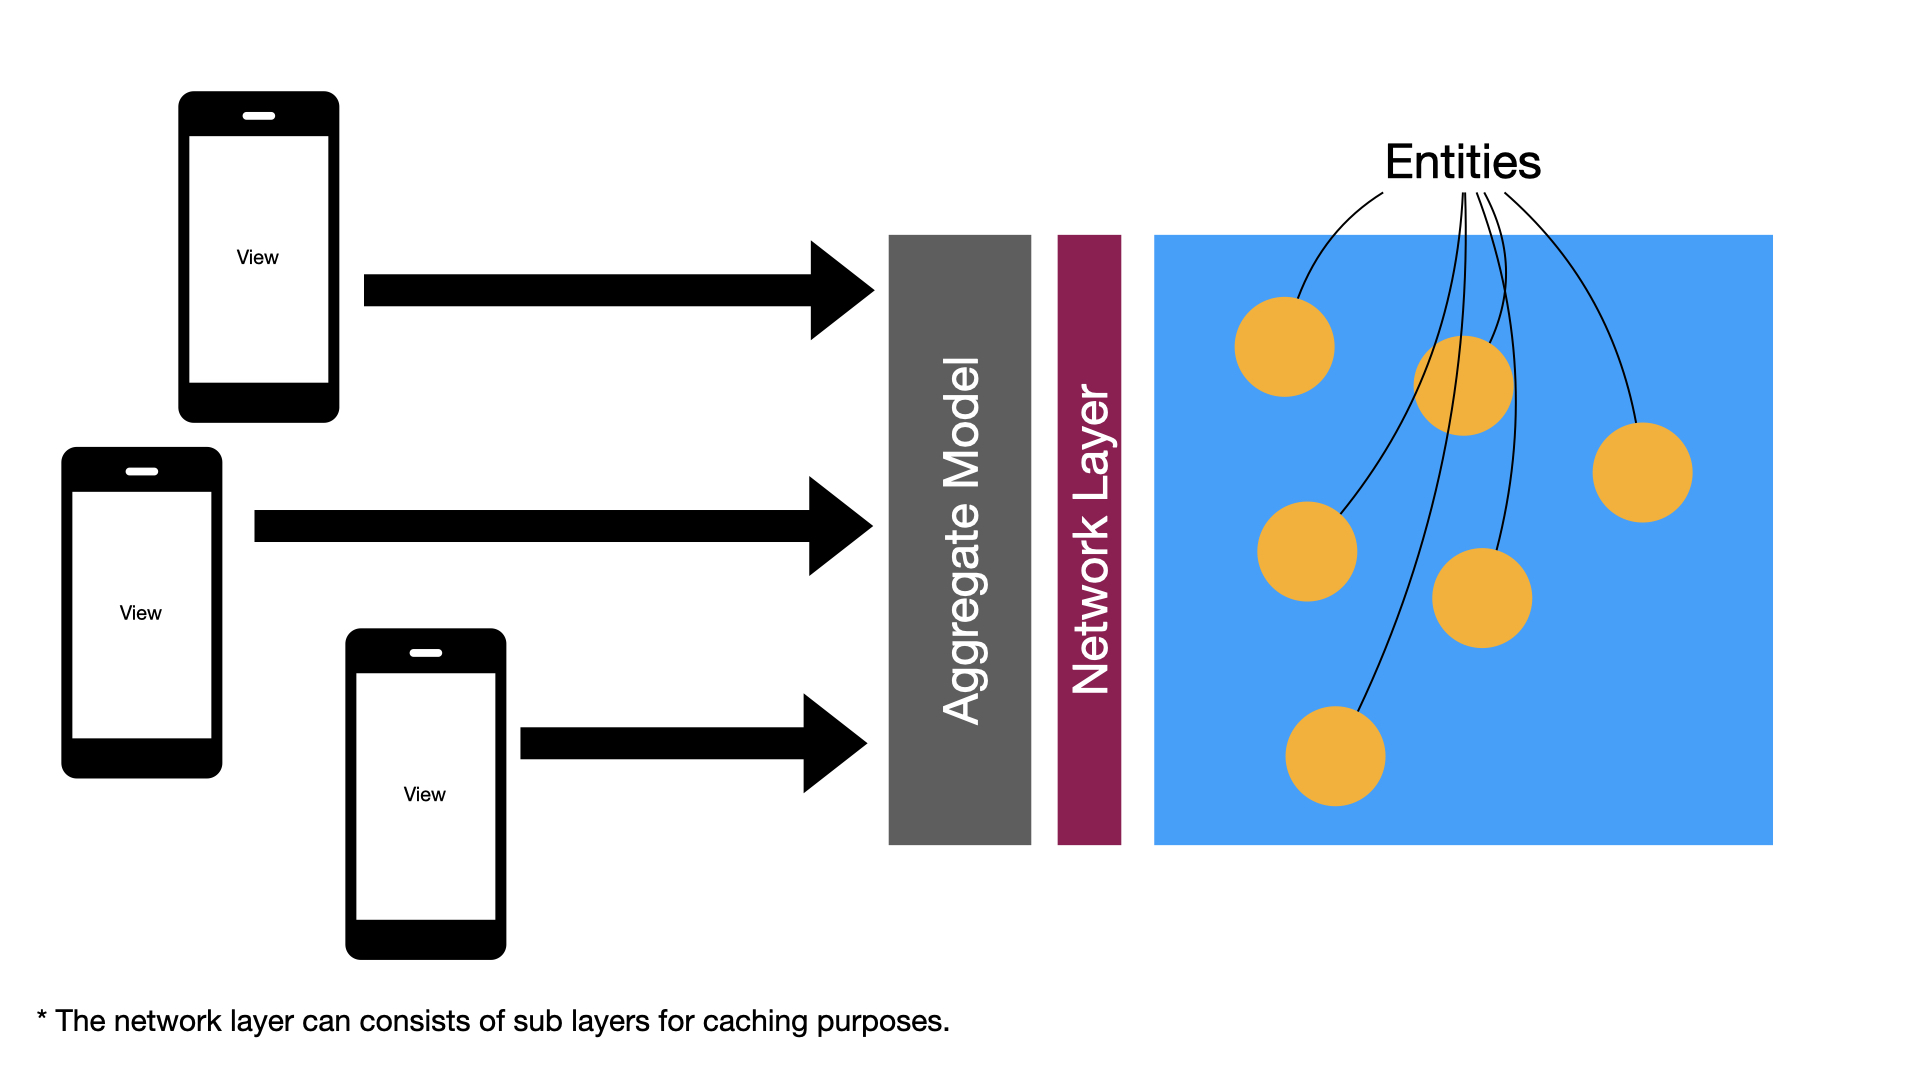 View
Entities
Aggregate Model
Network Layer
View
View
* The network layer can consists of sub layers for caching purposes.